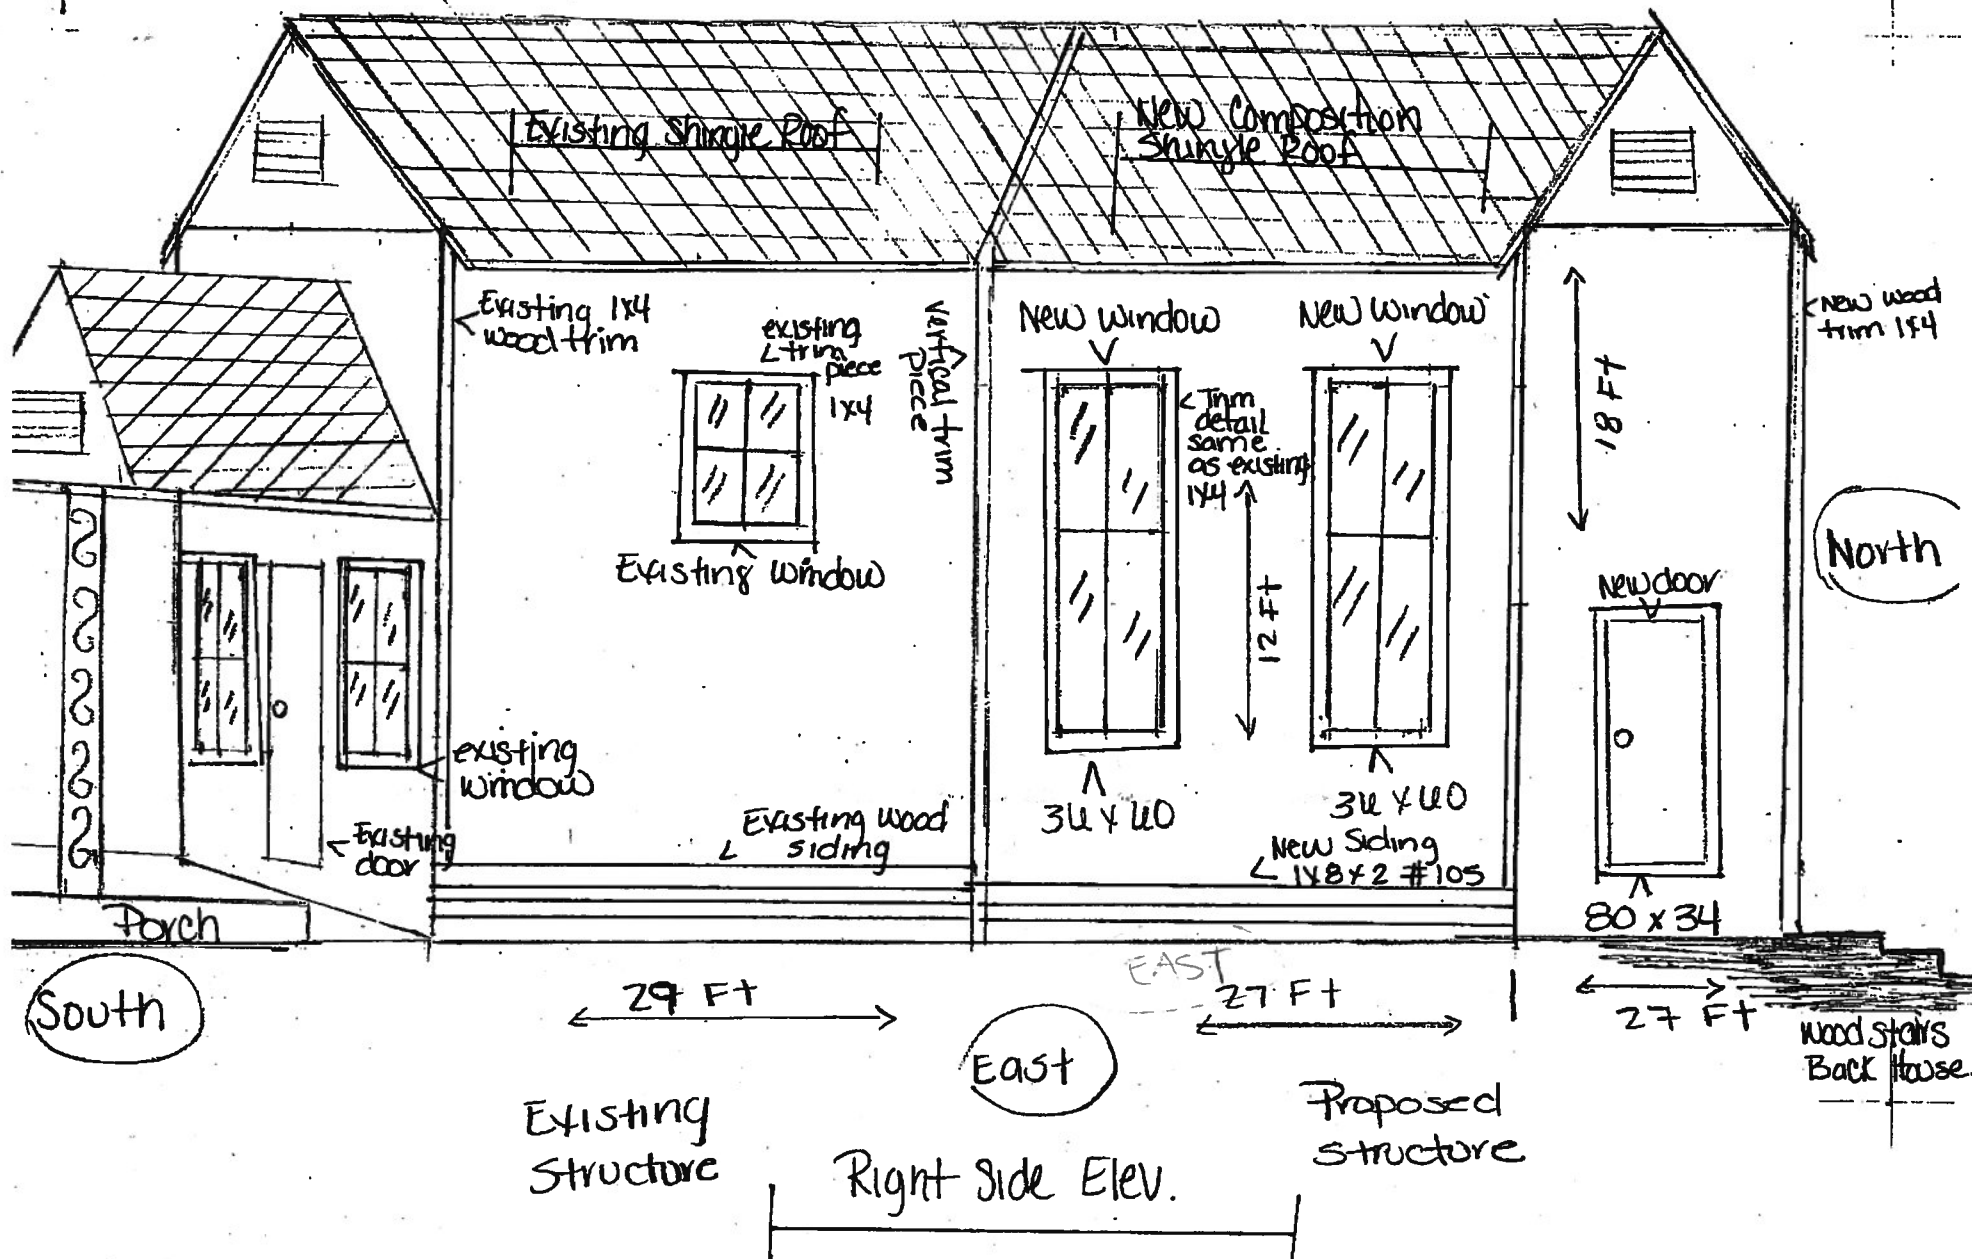 Existing Shingle Roof
New Composition
Shingle Roof
Existing 1x4
wood trim
existing
trim
piece
1x4
vertical trim
piece
New window
New window
New wood
trim 1x4
Trim
detail
same
as existing
1x4
18 Ft
12 Ft
Existing window
New door
North
existing
window
Existing
door
Existing wood
siding
36 x 60
36 x 60
New Siding
1x8x2 #105
80 x 34
Porch
South
29 Ft
EAST
27 Ft
27 Ft
wood stairs
Back House
East
Existing
structure
Proposed
structure
Right Side Elev.